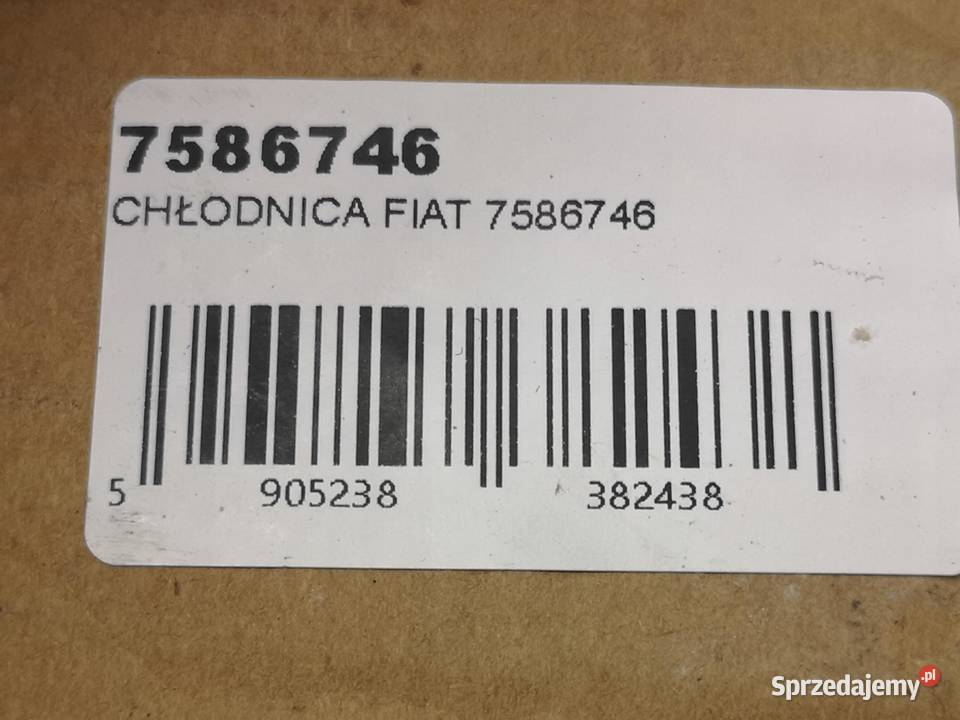 7586746
CHŁODNICA FIAT 7586746
5 905238 382438
Sprzedajemy.pl